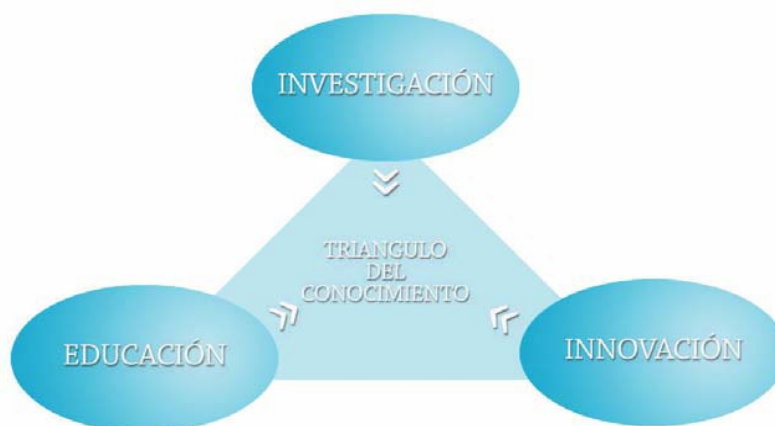 INVESTIGACIÓN
TRIANGULO
DEL
CONOCIMIENTO
EDUCACIÓN
INNOVACIÓN